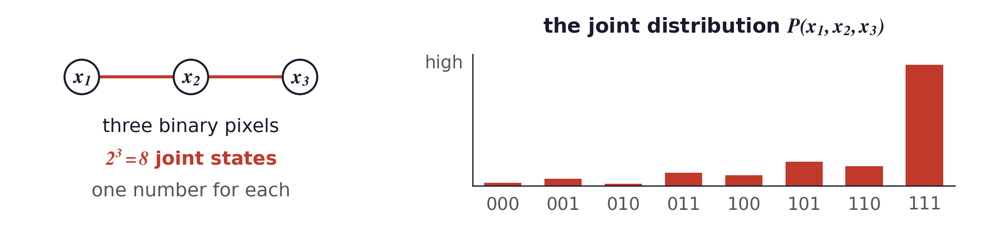 x₁ x₂ x₃
three binary pixels
2³ = 8 joint states
one number for each
the joint distribution P(x₁, x₂, x₃)
high
000 001 010 011 100 101 110 111